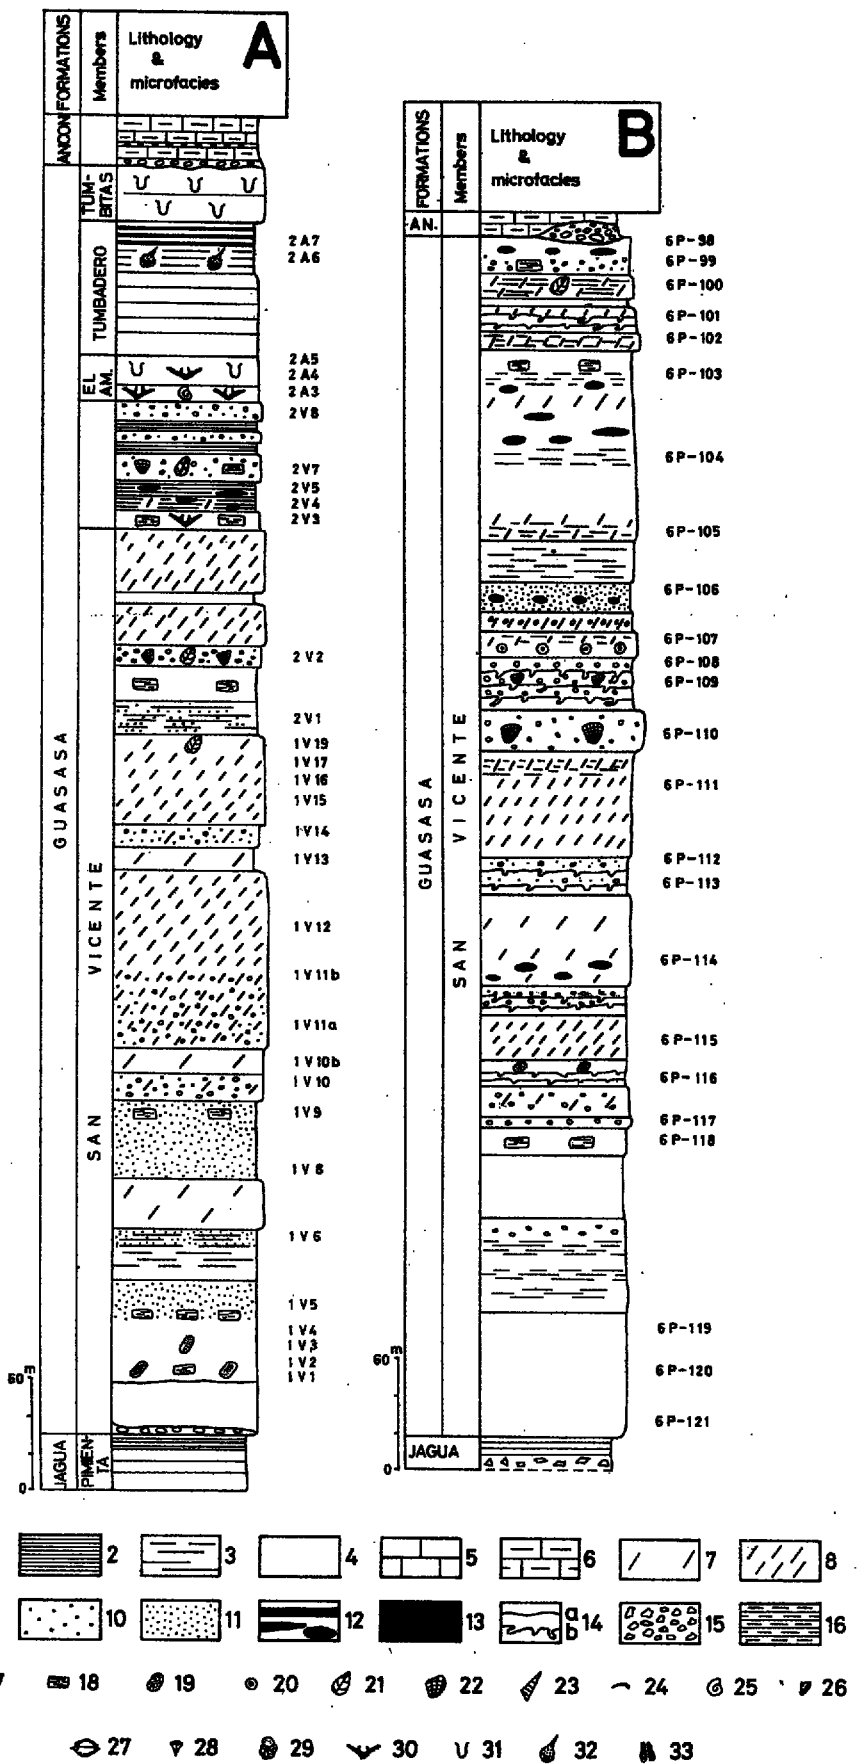 FORMATIONS
Members
Lithology
&
microfacies
A
ANCON
TUM-
BITAS
2A7
2A6
TUMBADERO
2A5
2A4
2A3
EL
AM.
2V8
2V7
2V5
2V4
2V3
2V2
2V1
1V19
1V17
1V16
1V15
1V14
1V13
1V12
1V11b
1V11a
1V10b
1V10
1V9
1V8
1V6
1V5
1V4
1V3
1V2
1V1
GUASASA
SAN VICENTE
JAGUA
PIMIEN-
TA
60 m
0
FORMATIONS
Members
Lithology
&
microfacies
B
AN.
6P-98
6P-99
6P-100
6P-101
6P-102
6P-103
6P-104
6P-105
6P-106
6P-107
6P-108
6P-109
6P-110
6P-111
6P-112
6P-113
6P-114
6P-115
6P-116
6P-117
6P-118
6P-119
6P-120
6P-121
GUASASA
SAN VICENTE
JAGUA
60 m
0
2 3 4 5 6 7 8
10 11 12 13 a b 14 15 16
18 19 20 21 22 23 24 25 26
27 28 29 30 31 32 33